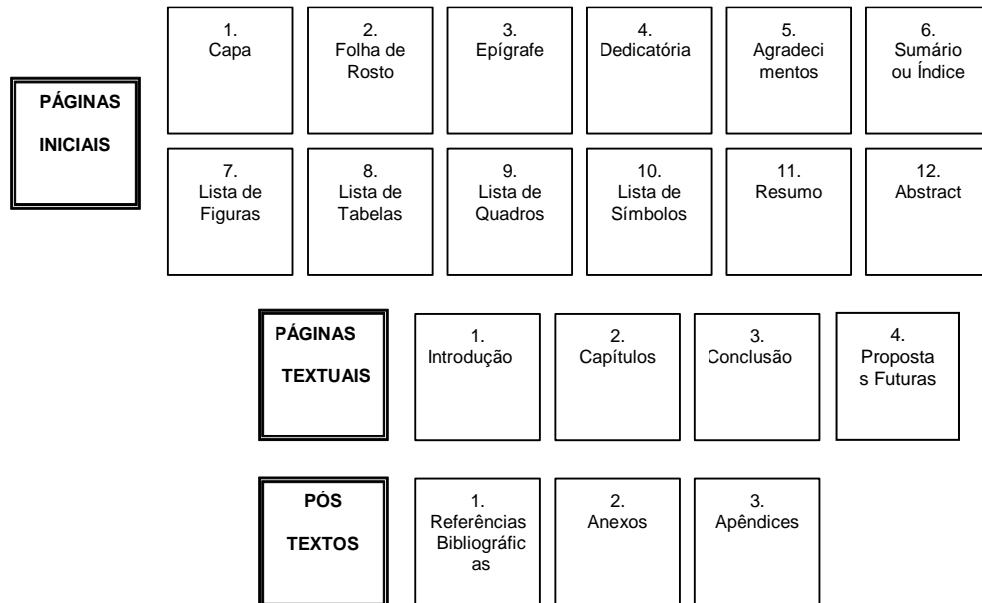 PÁGINAS
INICIAIS
1.
Capa
2.
Folha de
Rosto
3.
Epígrafe
4.
Dedicatória
5.
Agradeci
mentos
6.
Sumário
ou Índice
7.
Lista de
Figuras
8.
Lista de
Tabelas
9.
Lista de
Quadros
10.
Lista de
Símbolos
11.
Resumo
12.
Abstract
PÁGINAS
TEXTUAIS
1.
Introdução
2.
Capítulos
3.
Conclusão
4.
Proposta
s Futuras
PÓS
TEXTOS
1.
Referências
Bibliográfic
as
2.
Anexos
3.
Apêndices